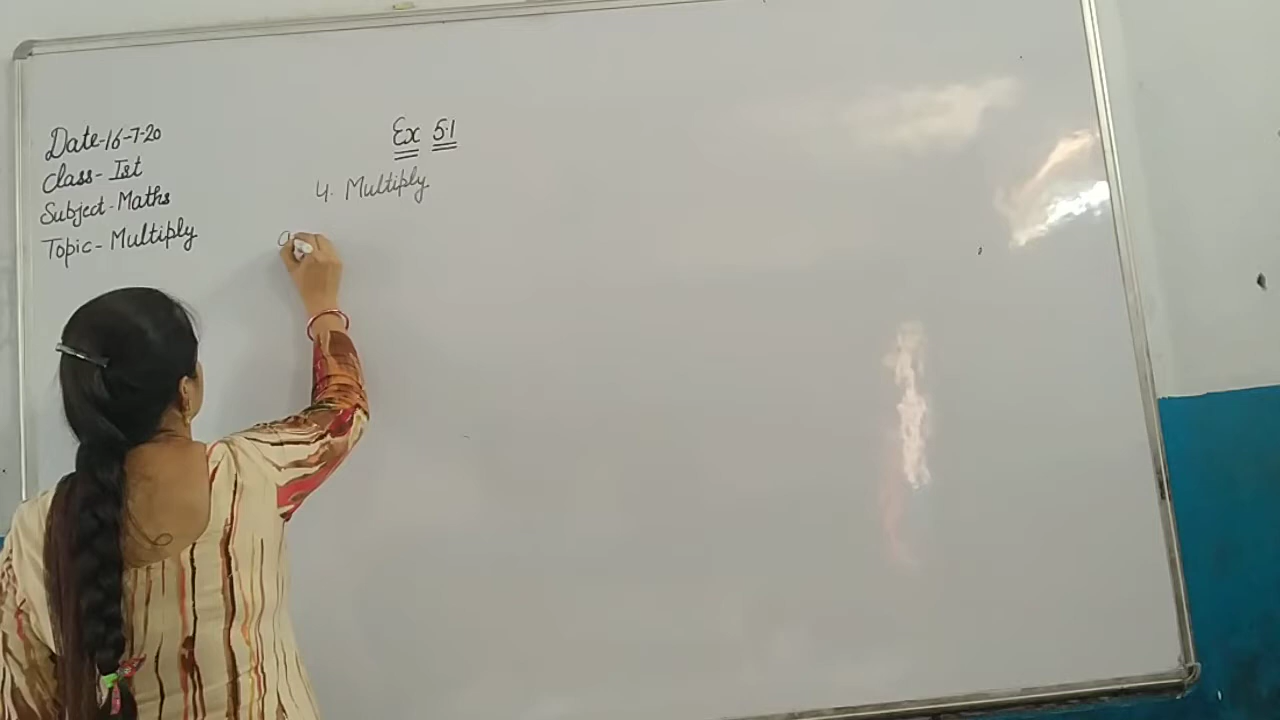 Date-16-7-20
Class-Ist
Subject-Maths
Topic-Multiply
Ex 5.1
4. Multiply
a